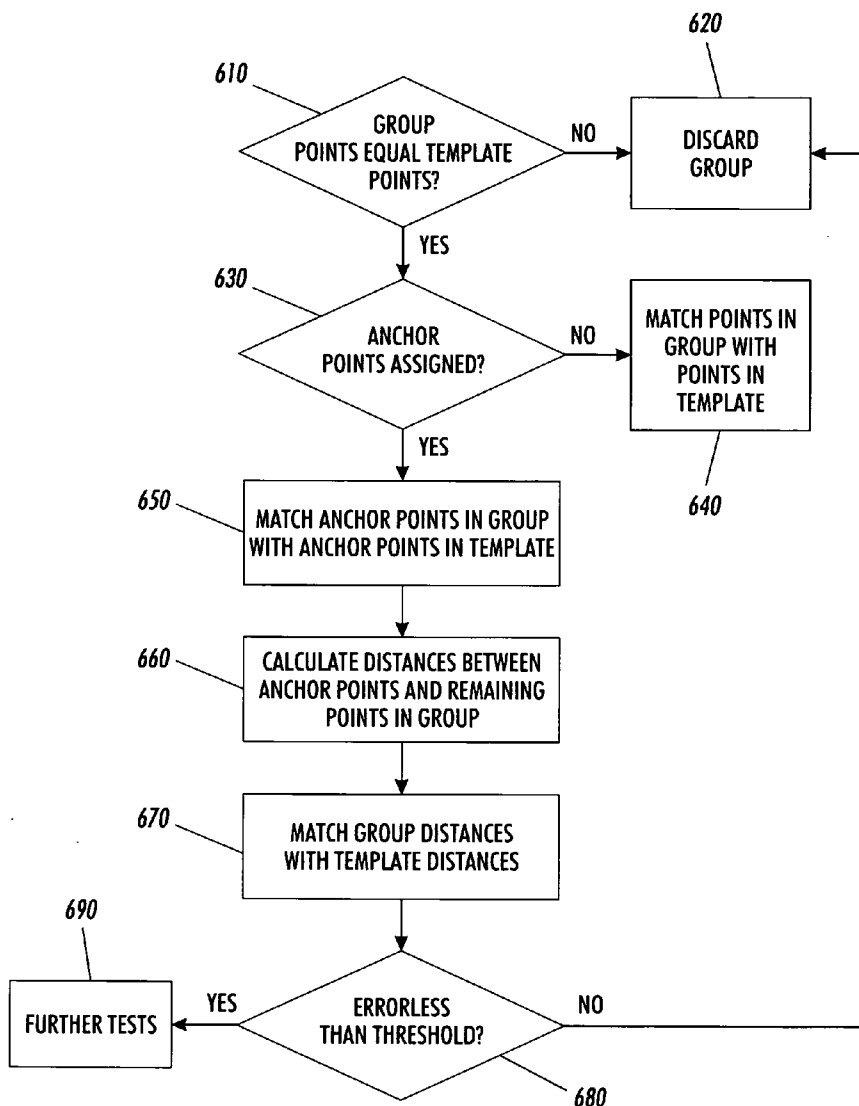 610
GROUP
POINTS EQUAL TEMPLATE
POINTS?
NO
620
DISCARD
GROUP
YES
630
ANCHOR
POINTS ASSIGNED?
NO
MATCH POINTS IN
GROUP WITH
POINTS IN
TEMPLATE
640
YES
650
MATCH ANCHOR POINTS IN GROUP
WITH ANCHOR POINTS IN TEMPLATE
660
CALCULATE DISTANCES BETWEEN
ANCHOR POINTS AND REMAINING
POINTS IN GROUP
670
MATCH GROUP DISTANCES
WITH TEMPLATE DISTANCES
690
FURTHER TESTS
YES
ERRORLESS
THAN THRESHOLD?
NO
680